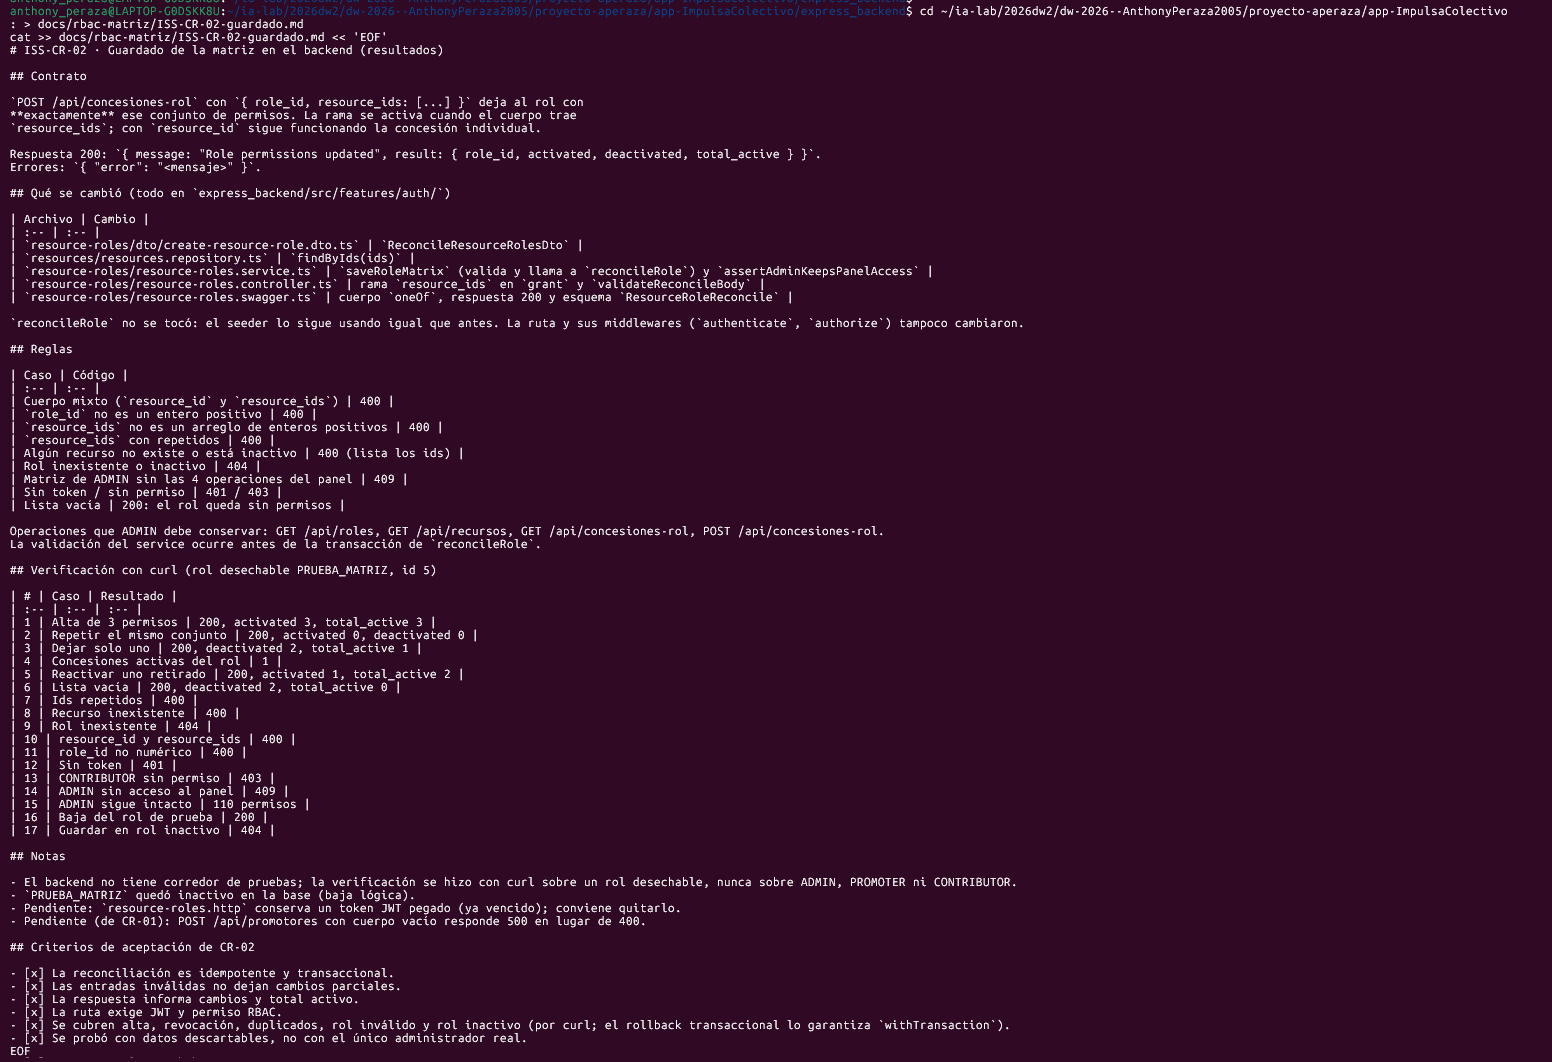 anthony_peraza@LAPTOP-G0DSKK8U:~/ia-lab/2026dw2/dw-2026--AnthonyPeraza2005/proyecto-aperaza/app-ImpulsaColectivo/express_backend$ cd ~/ia-lab/2026dw2/dw-2026--AnthonyPeraza2005/proyecto-aperaza/app-ImpulsaColectivo
: > docs/rbac-matriz/ISS-CR-02-guardado.md
cat >> docs/rbac-matriz/ISS-CR-02-guardado.md << 'EOF'
# ISS-CR-02 · Guardado de la matriz en el backend (resultados)
## Contrato
`POST /api/concesiones-rol` con `{ role_id, resource_ids: [...] }` deja al rol con
**exactamente** ese conjunto de permisos. La rama se activa cuando el cuerpo trae
`resource_ids`; con `resource_id` sigue funcionando la concesión individual.
Respuesta 200: `{ message: "Role permissions updated", result: { role_id, activated, deactivated, total_active } }`.
Errores: `{ "error": "<mensaje>" }`.
## Qué se cambió (todo en `express_backend/src/features/auth/`)
| Archivo | Cambio |
| :-- | :-- |
| `resource-roles/dto/create-resource-role.dto.ts` | `ReconcileResourceRolesDto` |
| `resources/resources.repository.ts` | `findByIds(ids)` |
| `resource-roles/resource-roles.service.ts` | `saveRoleMatrix` (valida y llama a `reconcileRole`) y `assertAdminKeepsPanelAccess` |
| `resource-roles/resource-roles.controller.ts` | rama `resource_ids` en `grant` y `validateReconcileBody` |
| `resource-roles/resource-roles.swagger.ts` | cuerpo `oneOf`, respuesta 200 y esquema `ResourceRoleReconcile` |
`reconcileRole` no se tocó: el seeder lo sigue usando igual que antes. La ruta y sus middlewares (`authenticate`, `authorize`) tampoco cambiaron.
## Reglas
| Caso | Código |
| :-- | :-- |
| Cuerpo mixto (`resource_id` y `resource_ids`) | 400 |
| `role_id` no es un entero positivo | 400 |
| `resource_ids` no es un arreglo de enteros positivos | 400 |
| `resource_ids` con repetidos | 400 |
| Algún recurso no existe o está inactivo | 400 (lista los ids) |
| Rol inexistente o inactivo | 404 |
| Matriz de ADMIN sin las 4 operaciones del panel | 409 |
| Sin token / sin permiso | 401 / 403 |
| Lista vacía | 200: el rol queda sin permisos |
Operaciones que ADMIN debe conservar: GET /api/roles, GET /api/recursos, GET /api/concesiones-rol, POST /api/concesiones-rol.
La validación del service ocurre antes de la transacción de `reconcileRole`.
## Verificación con curl (rol desechable PRUEBA_MATRIZ, id 5)
| # | Caso | Resultado |
| :-- | :-- | :-- |
| 1 | Alta de 3 permisos | 200, activated 3, total_active 3 |
| 2 | Repetir el mismo conjunto | 200, activated 0, deactivated 0 |
| 3 | Dejar solo uno | 200, deactivated 2, total_active 1 |
| 4 | Concesiones activas del rol | 1 |
| 5 | Reactivar uno retirado | 200, activated 1, total_active 2 |
| 6 | Lista vacía | 200, deactivated 2, total_active 0 |
| 7 | Ids repetidos | 400 |
| 8 | Recurso inexistente | 400 |
| 9 | Rol inexistente | 404 |
| 10 | resource_id y resource_ids | 400 |
| 11 | role_id no numérico | 400 |
| 12 | Sin token | 401 |
| 13 | CONTRIBUTOR sin permiso | 403 |
| 14 | ADMIN sin acceso al panel | 409 |
| 15 | ADMIN sigue intacto | 110 permisos |
| 16 | Baja del rol de prueba | 200 |
| 17 | Guardar en rol inactivo | 404 |
## Notas
- El backend no tiene corredor de pruebas; la verificación se hizo con curl sobre un rol desechable, nunca sobre ADMIN, PROMOTER ni CONTRIBUTOR.
- `PRUEBA_MATRIZ` quedó inactivo en la base (baja lógica).
- Pendiente: `resource-roles.http` conserva un token JWT pegado (ya vencido); conviene quitarlo.
- Pendiente (de CR-01): POST /api/promotores con cuerpo vacío responde 500 en lugar de 400.
## Criterios de aceptación de CR-02
- [x] La reconciliación es idempotente y transaccional.
- [x] Las entradas inválidas no dejan cambios parciales.
- [x] La respuesta informa cambios y total activo.
- [x] La ruta exige JWT y permiso RBAC.
- [x] Se cubren alta, revocación, duplicados, rol inválido y rol inactivo (por curl; el rollback transaccional lo garantiza `withTransaction`).
- [x] Se probó con datos descartables, no con el único administrador real.
EOF